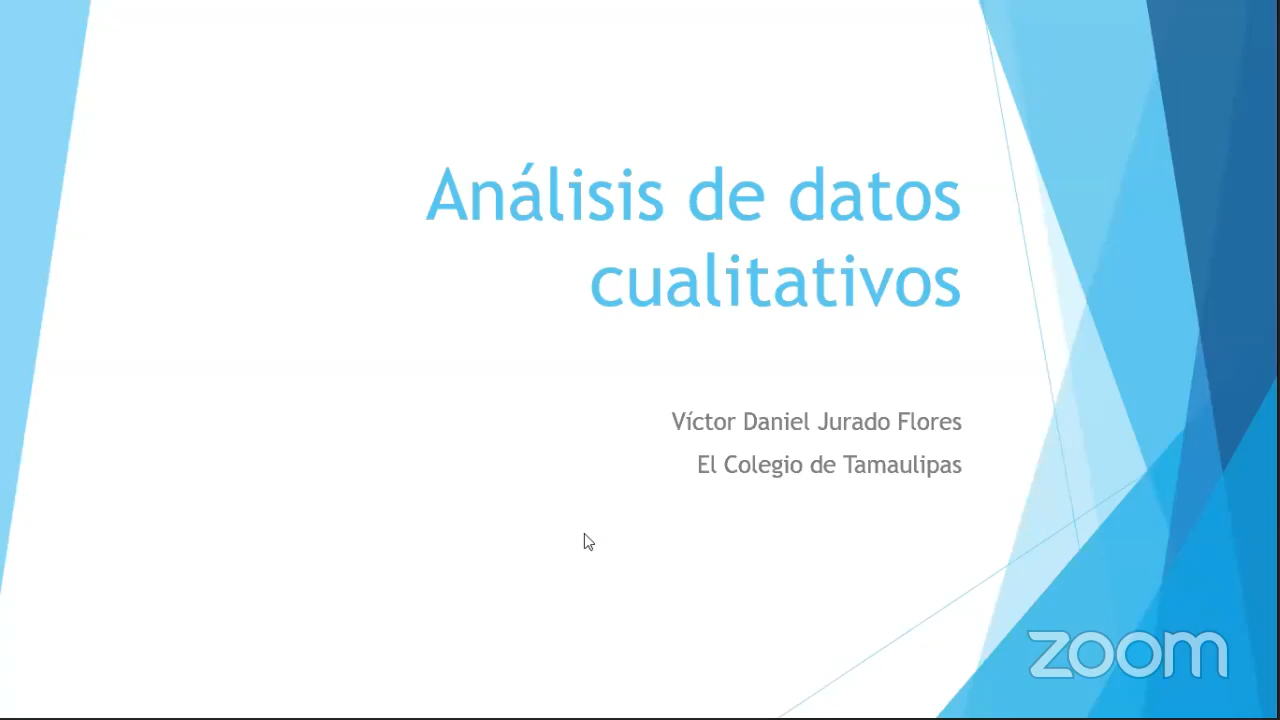 Análisis de datos
cualitativos
Víctor Daniel Jurado Flores
El Colegio de Tamaulipas
zoom